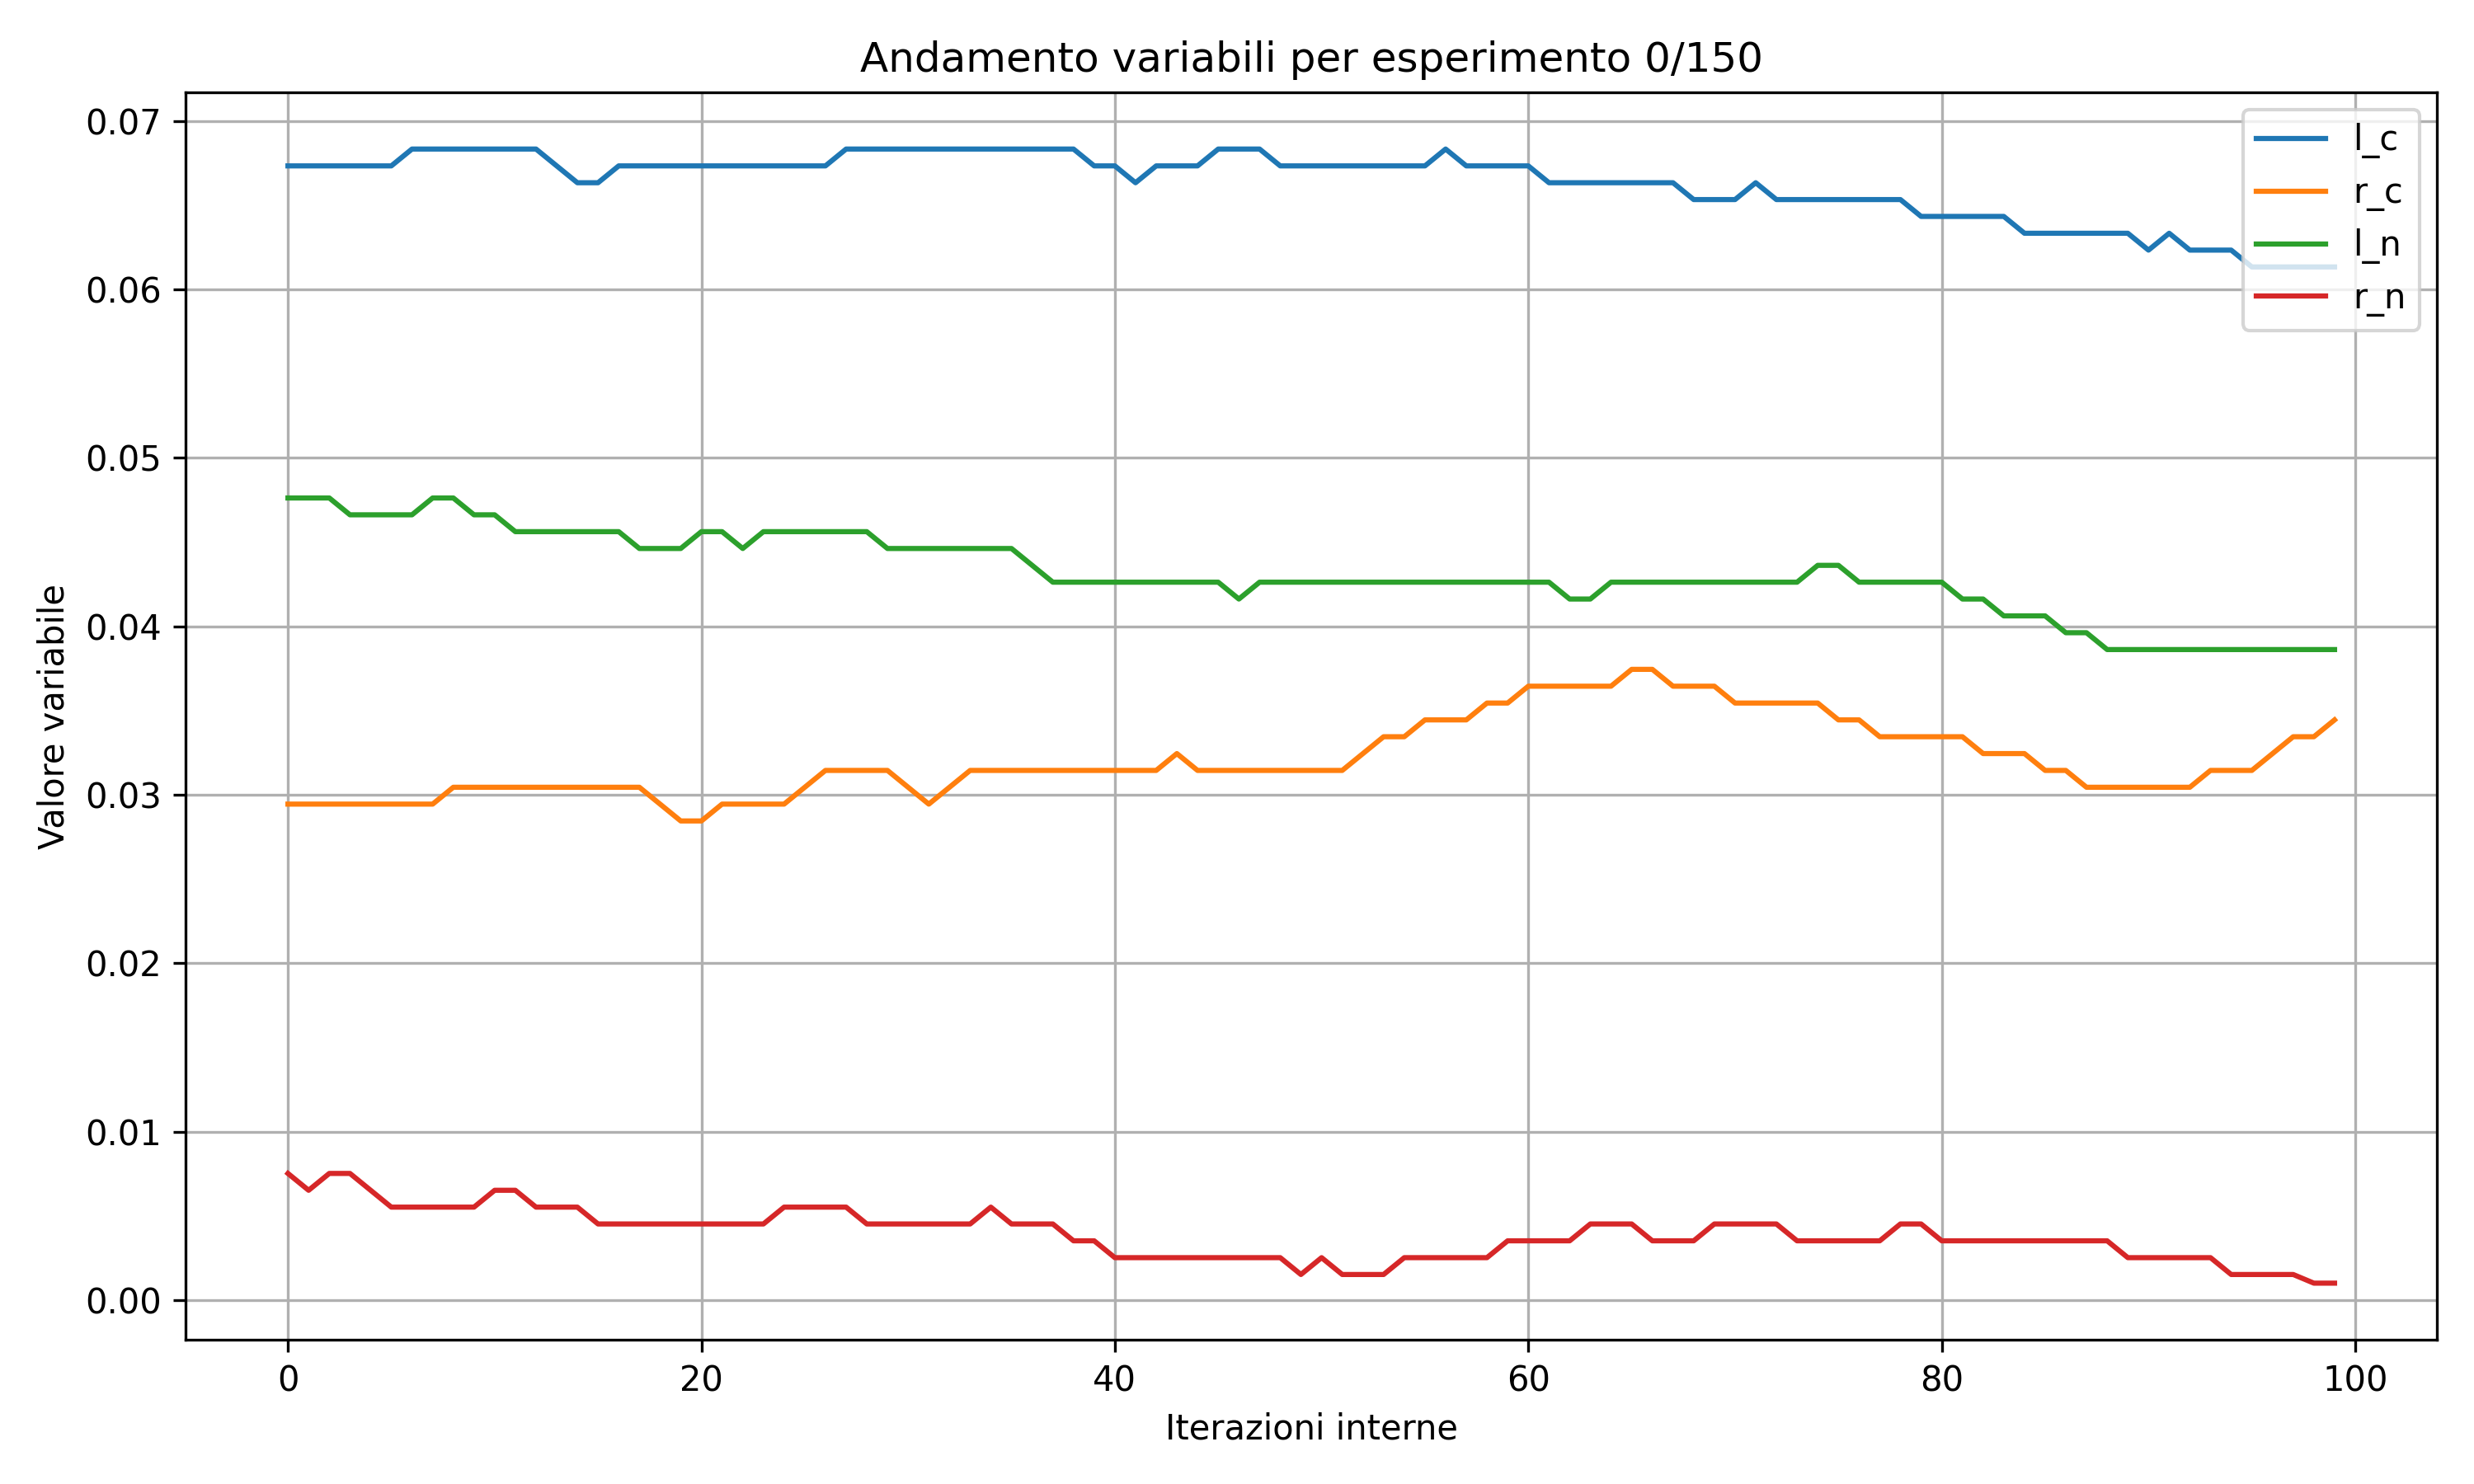 Andamento variabili per esperimento 0/150
0.07
0.06
0.05
0.04
0.03
0.02
0.01
0.00
Valore variabile
l_c
r_c
l_n
r_n
0 20 40 60 80 100
Iterazioni interne